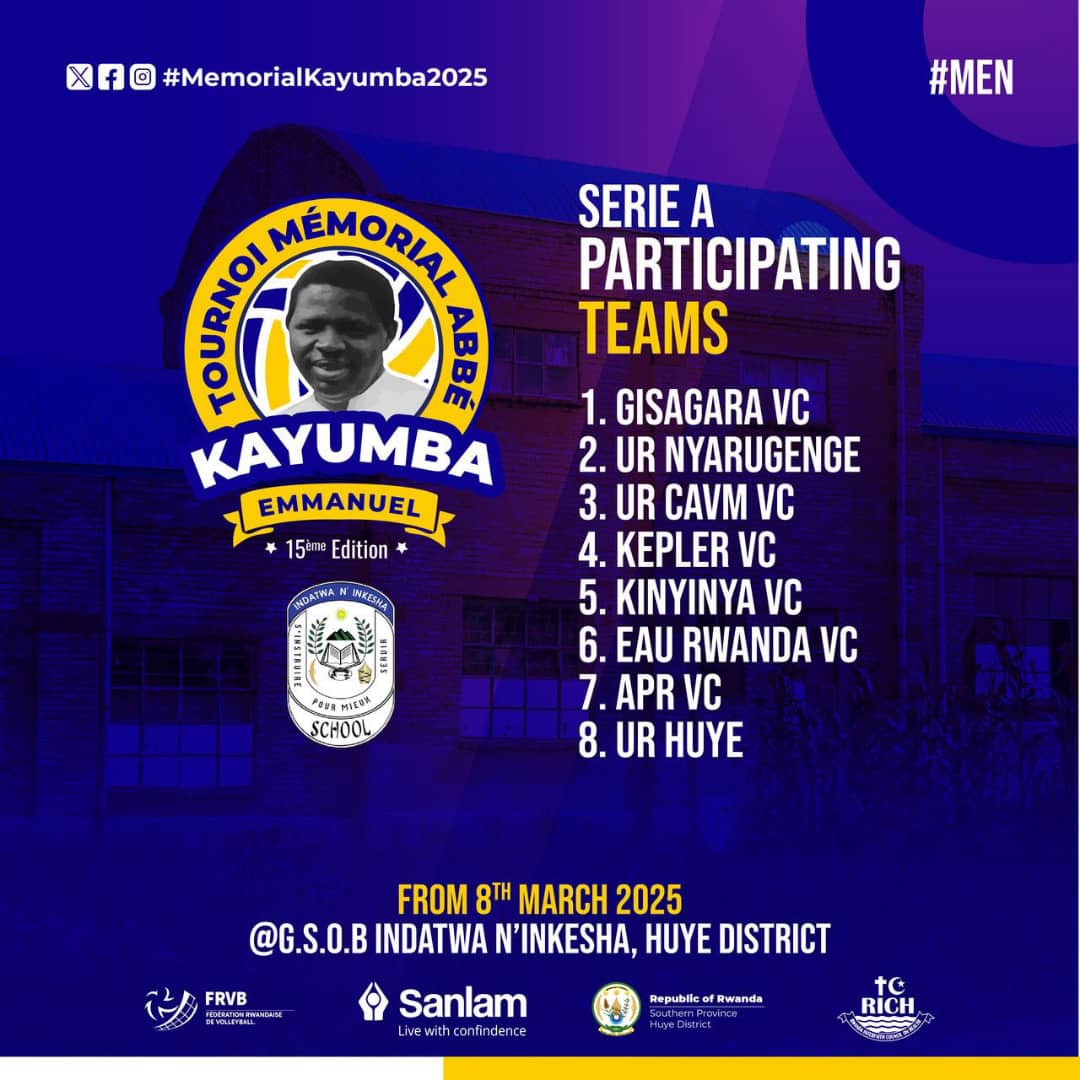 #MemorialKayumba2025
#MEN
TOURNOI MÉMORIAL ABBÉ
KAYUMBA
EMMANUEL
15ème Edition
INDATWA N' INKESHA
S'INSTRUIRE
POUR MIEUX
SERVIR
SCHOOL
SERIE A
PARTICIPATING
TEAMS
1. GISAGARA VC
2. UR NYARUGENGE
3. UR CAVM VC
4. KEPLER VC
5. KINYINYA VC
6. EAU RWANDA VC
7. APR VC
8. UR HUYE
FROM 8TH MARCH 2025
@G.S.O.B INDATWA N'INKESHA, HUYE DISTRICT
FRVB
FÉDÉRATION RWANDAISE
DE VOLLEYBALL.
Sanlam
Live with confindence
Republic of Rwanda
Southern Province
Huye District
RICH